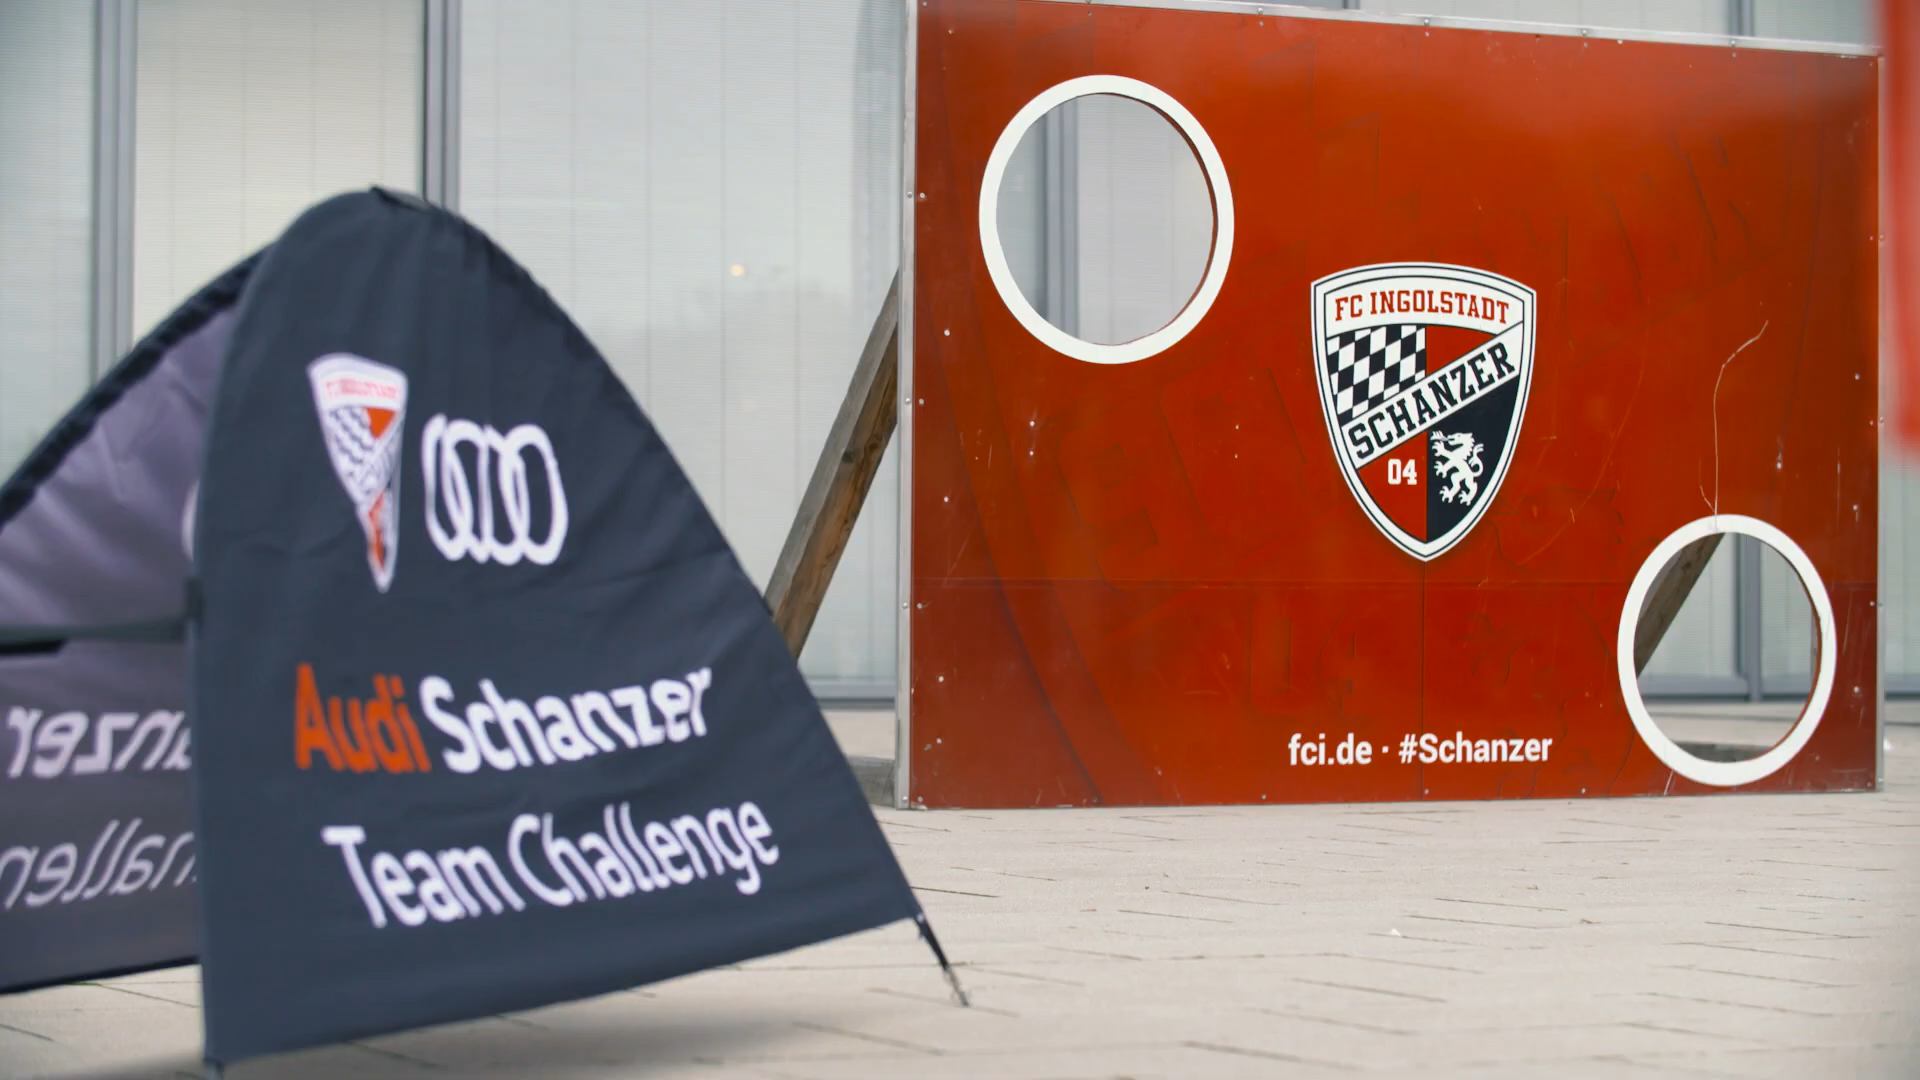 Audi Schanzer
Team Challenge
FC INGOLSTADT
SCHANZER
04
fci.de · #Schanzer